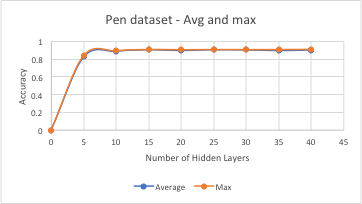 Pen dataset - Avg and max
1
0.8
0.6
0.4
0.2
0
Accuracy
0 5 10 15 20 25 30 35 40 45
Number of Hidden Layers
Average Max